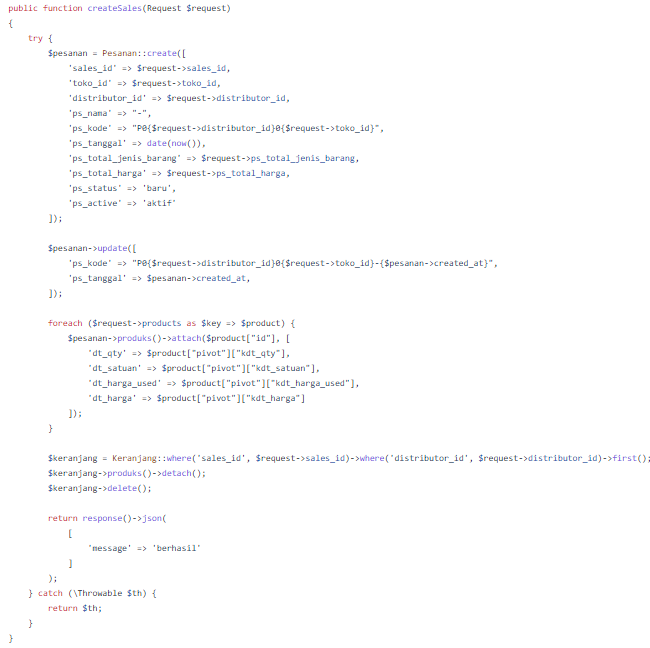 public function createSales(Request $request)
{
    try {
        $pesanan = Pesanan::create([
            'sales_id' => $request->sales_id,
            'toko_id' => $request->toko_id,
            'distributor_id' => $request->distributor_id,
            'ps_nama' => "-",
            'ps_kode' => "P0{$request->distributor_id}0{$request->toko_id}",
            'ps_tanggal' => date(now()),
            'ps_total_jenis_barang' => $request->ps_total_jenis_barang,
            'ps_total_harga' => $request->ps_total_harga,
            'ps_status' => 'baru',
            'ps_active' => 'aktif'
        ]);

        $pesanan->update([
            'ps_kode' => "P0{$request->distributor_id}0{$request->toko_id}-{$pesanan->created_at}",
            'ps_tanggal' => $pesanan->created_at,
        ]);

        foreach ($request->products as $key => $product) {
            $pesanan->produks()->attach($product["id"], [
                'dt_qty' => $product["pivot"]["kdt_qty"],
                'dt_satuan' => $product["pivot"]["kdt_satuan"],
                'dt_harga_used' => $product["pivot"]["kdt_harga_used"],
                'dt_harga' => $product["pivot"]["kdt_harga"]
            ]);
        }

        $keranjang = Keranjang::where('sales_id', $request->sales_id)->where('distributor_id', $request->distributor_id)->first();
        $keranjang->produks()->detach();
        $keranjang->delete();

        return response()->json(
            [
                'message' => 'berhasil'
            ]
        );
    } catch (\Throwable $th) {
        return $th;
    }
}